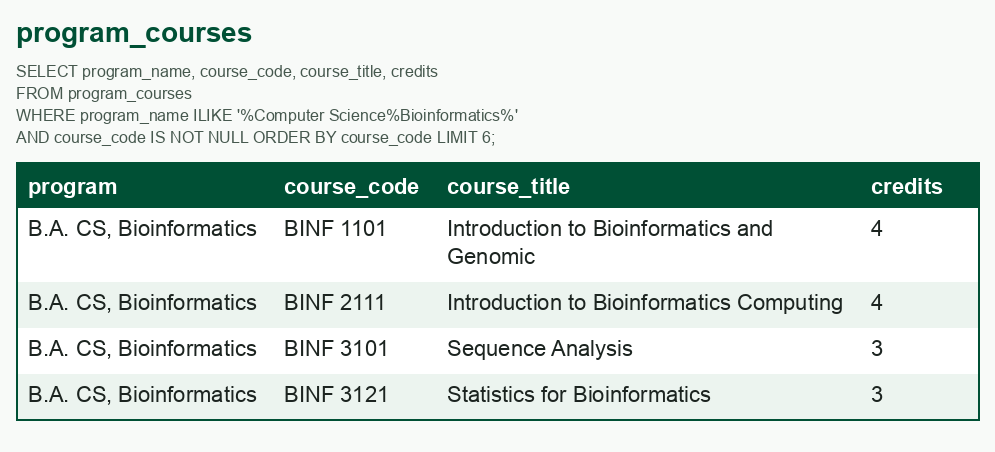 program_courses
SELECT program_name, course_code, course_title, credits
FROM program_courses
WHERE program_name ILIKE '%Computer Science%Bioinformatics%'
AND course_code IS NOT NULL ORDER BY course_code LIMIT 6;
program course_code course_title credits
B.A. CS, Bioinformatics BINF 1101 Introduction to Bioinformatics and 4
Genomic
B.A. CS, Bioinformatics BINF 2111 Introduction to Bioinformatics Computing 4
B.A. CS, Bioinformatics BINF 3101 Sequence Analysis 3
B.A. CS, Bioinformatics BINF 3121 Statistics for Bioinformatics 3